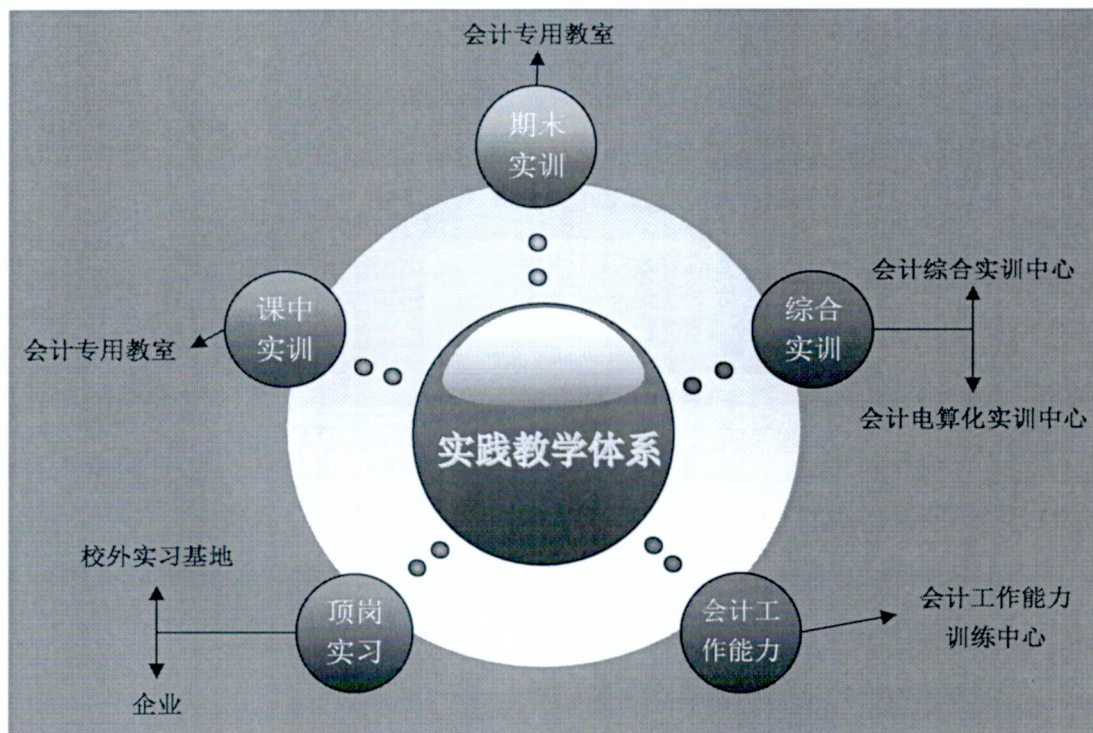 会计专用教室
期末
实训
会计综合实训中心
课中
实训
综合
实训
会计专用教室
会计电算化实训中心
实践教学体系
校外实习基地
顶岗
实习
会计工
作能力
会计工作能力
训练中心
企业